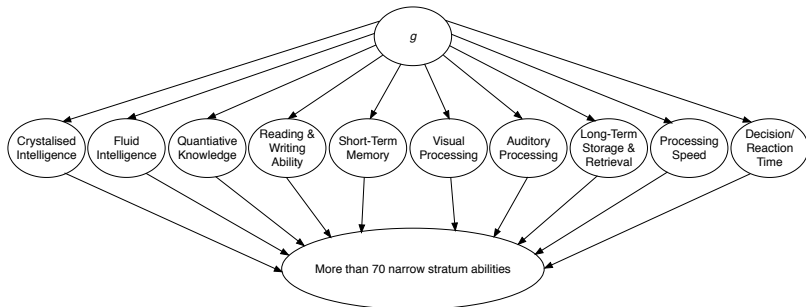 g
Crystalised
Intelligence
Fluid
Intelligence
Quantiative
Knowledge
Reading &
Writing
Ability
Short-Term
Memory
Visual
Processing
Auditory
Processing
Long-Term
Storage &
Retrieval
Processing
Speed
Decision/
Reaction
Time
More than 70 narrow stratum abilities